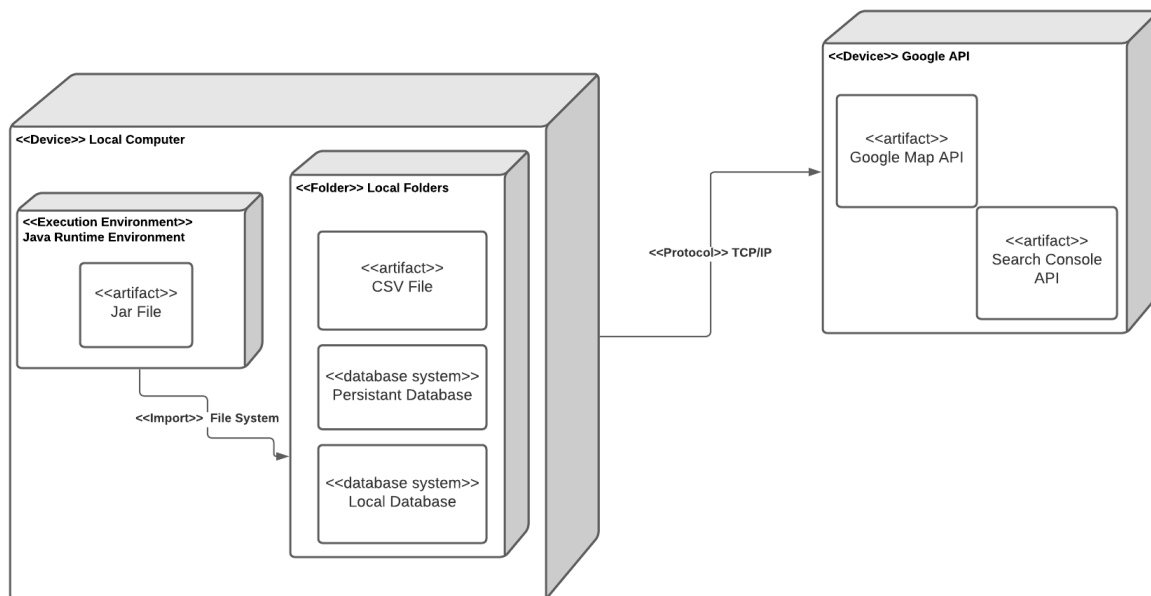 <<Device>> Local Computer
<<Execution Environment>>
Java Runtime Environment
<<artifact>>
Jar File
<<Import>>  File System
<<Folder>> Local Folders
<<artifact>>
CSV File
<<database system>>
Persistant Database
<<database system>>
Local Database
<<Protocol>> TCP/IP
<<Device>> Google API
<<artifact>>
Google Map API
<<artifact>>
Search Console
API